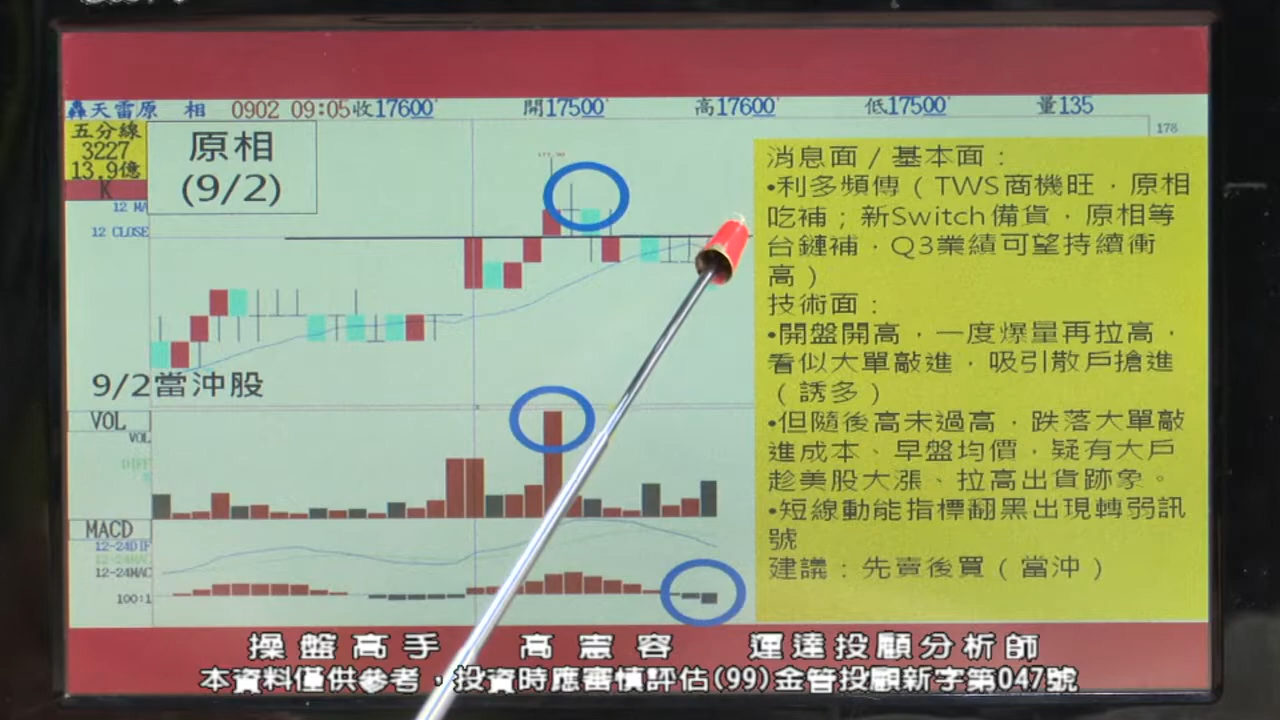 轟天雷原 相 0902 09:05收17600 開17500 高17600 低17500 量135
五分線
3227
13.9億
K
原相
(9/2)
178
12 MA
12 CLOSE
9/2當沖股
VOL
VOL
DIFF
MACD
12-24DIF
12-24MAC
12-24MAC
100:1
消息面/基本面：
•利多頻傳（TWS商機旺，原相
吃補；新Switch備貨，原相等
台鏈補，Q3業績可望持續衝
高）
技術面：
•開盤開高，一度爆量再拉高，
看似大單敲進，吸引散戶搶進
（誘多）
•但隨後高未過高，跌落大單敲
進成本、早盤均價，疑有大戶
趁美股大漲、拉高出貨跡象。
•短線動能指標翻黑出現轉弱訊
號
建議：先賣後買（當沖）
操盤高手 高憲容 運達投顧分析師
本資料僅供參考，投資時應審慎評估(99)金管投顧新字第047號